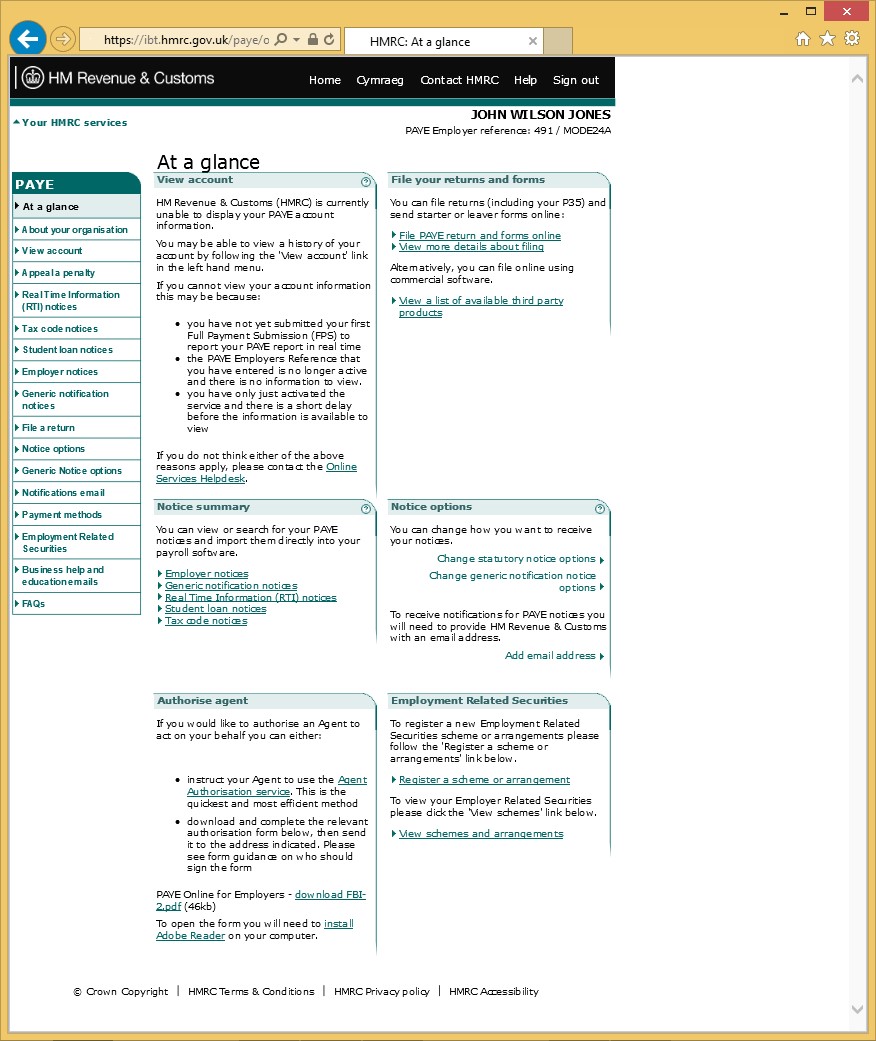 https://ibt.hmrc.gov.uk/paye/o
HMRC: At a glance
HM Revenue & Customs
Home
Cymraeg
Contact HMRC
Help
Sign out
Your HMRC services
JOHN WILSON JONES
PAYE Employer reference: 491 / MODE24A
PAYE
At a glance
About your organisation
View account
Appeal a penalty
Real Time Information
(RTI) notices
Tax code notices
Student loan notices
Employer notices
Generic notification
notices
File a return
Notice options
Generic Notice options
Notifications email
Payment methods
Employment Related
Securities
Business help and
education emails
FAQs
At a glance
View account
?
HM Revenue & Customs (HMRC) is currently
unable to display your PAYE account
information.
You may be able to view a history of your
account by following the 'View account' link
in the left hand menu.
If you cannot view your account information
this may be because:
• you have not yet submitted your first
Full Payment Submission (FPS) to
report your PAYE report in real time
• the PAYE Employers Reference that
you have entered is no longer active
and there is no information to view.
• you have only just activated the
service and there is a short delay
before the information is available to
view
If you do not think either of the above
reasons apply, please contact the Online
Services Helpdesk.
File your returns and forms
You can file returns (including your P35) and
send starter or leaver forms online:
File PAYE return and forms online
View more details about filing
Alternatively, you can file online using
commercial software.
View a list of available third party
products
Notice summary
?
You can view or search for your PAYE
notices and import them directly into your
payroll software.
Employer notices
Generic notification notices
Real Time Information (RTI) notices
Student loan notices
Tax code notices
Notice options
?
You can change how you want to receive
your notices.
Change statutory notice options
Change generic notification notice
options
To receive notifications for PAYE notices you
will need to provide HM Revenue & Customs
with an email address.
Add email address
Authorise agent
If you would like to authorise an Agent to
act on your behalf you can either:
• instruct your Agent to use the Agent
Authorisation service. This is the
quickest and most efficient method
• download and complete the relevant
authorisation form below, then send
it to the address indicated. Please
see form guidance on who should
sign the form
PAYE Online for Employers - download FBI-
2.pdf (46kb)
To open the form you will need to install
Adobe Reader on your computer.
Employment Related Securities
To register a new Employment Related
Securities scheme or arrangements please
follow the 'Register a scheme or
arrangements' link below.
Register a scheme or arrangement
To view your Employer Related Securities
please click the 'View schemes' link below.
View schemes and arrangements
© Crown Copyright | HMRC Terms & Conditions | HMRC Privacy policy | HMRC Accessibility